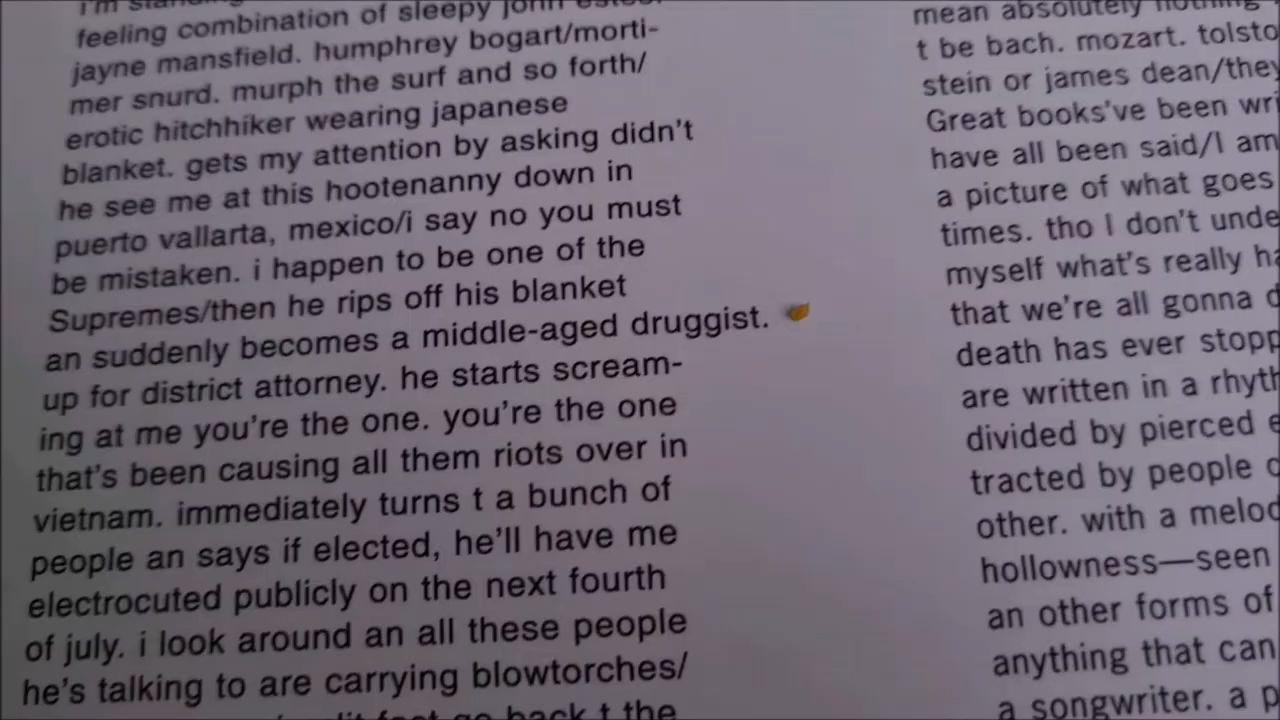 feeling combination of sleepy john
jayne mansfield. humphrey bogart/morti-
mer snurd. murph the surf and so forth/
erotic hitchhiker wearing japanese
blanket. gets my attention by asking didn't
he see me at this hootenanny down in
puerto vallarta, mexico/i say no you must
be mistaken. i happen to be one of the
Supremes/then he rips off his blanket
an suddenly becomes a middle-aged druggist.
up for district attorney. he starts scream-
ing at me you're the one. you're the one
that's been causing all them riots over in
vietnam. immediately turns t a bunch of
people an says if elected, he'll have me
electrocuted publicly on the next fourth
of july. i look around an all these people
he's talking to are carrying blowtorches/
go back t the
mean absolutely nothing
t be bach. mozart. tolsto
stein or james dean/they
Great books've been wri
have all been said/I am
a picture of what goes
times. tho I don't unde
myself what's really ha
that we're all gonna d
death has ever stopp
are written in a rhyth
divided by pierced e
tracted by people o
other. with a melod
hollowness—seen
an other forms of
anything that can
a songwriter. a p